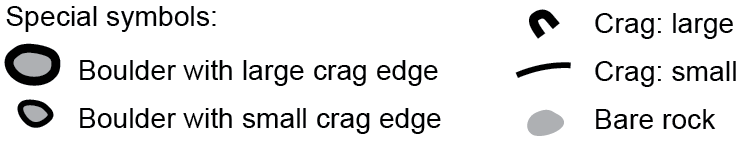 Special symbols:
Boulder with large crag edge
Boulder with small crag edge
Crag: large
Crag: small
Bare rock